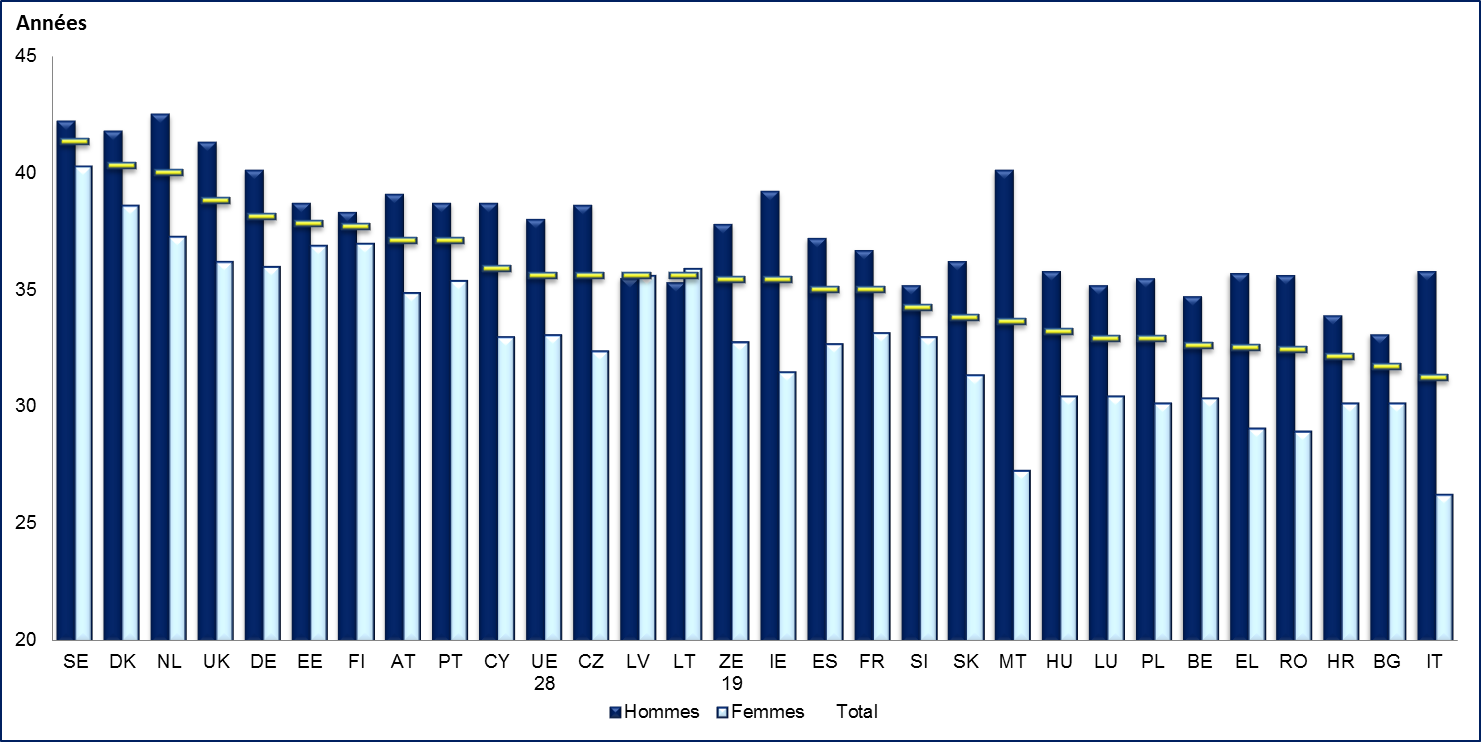 Années
45
40
35
30
25
20
SE DK NL UK DE EE FI AT PT CY UE CZ LV LT ZE IE ES FR SI SK MT HU LU PL BE EL RO HR BG IT
28 19
Hommes Femmes Total